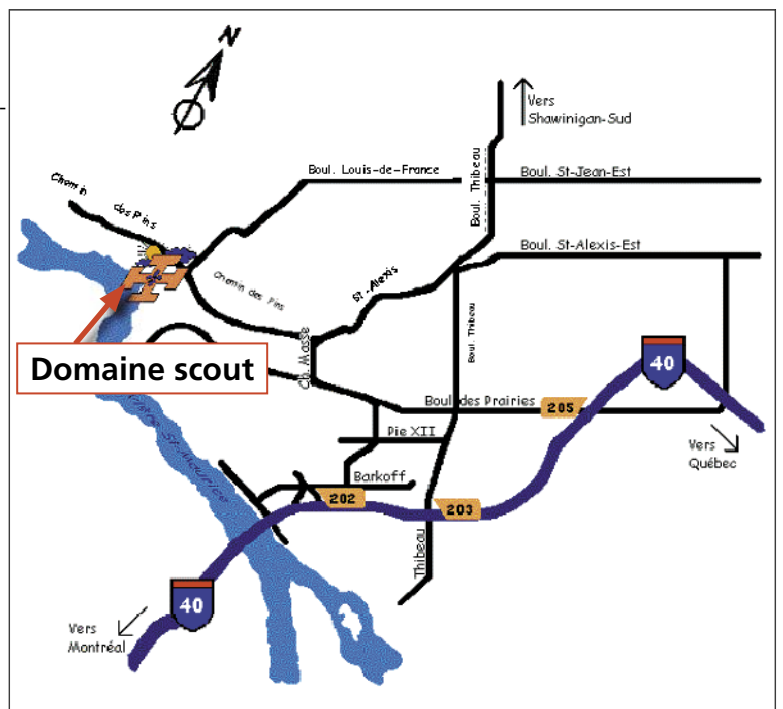 N
Vers
Shawinigan-Sud
Boul. Louis-de-France
Boul. Thibeau
Boul. St-Jean-Est
Chemin
des Pins
Boul. St-Alexis-Est
St-Alexis
Chemin des Pins
Boul. Thibeau
Ch. Masse
40
Domaine scout
Boul des Prairies
205
Pie XII
Vers
Québec
Barkoff
202
203
St-Maurice
Thibeau
40
Vers
Montréal